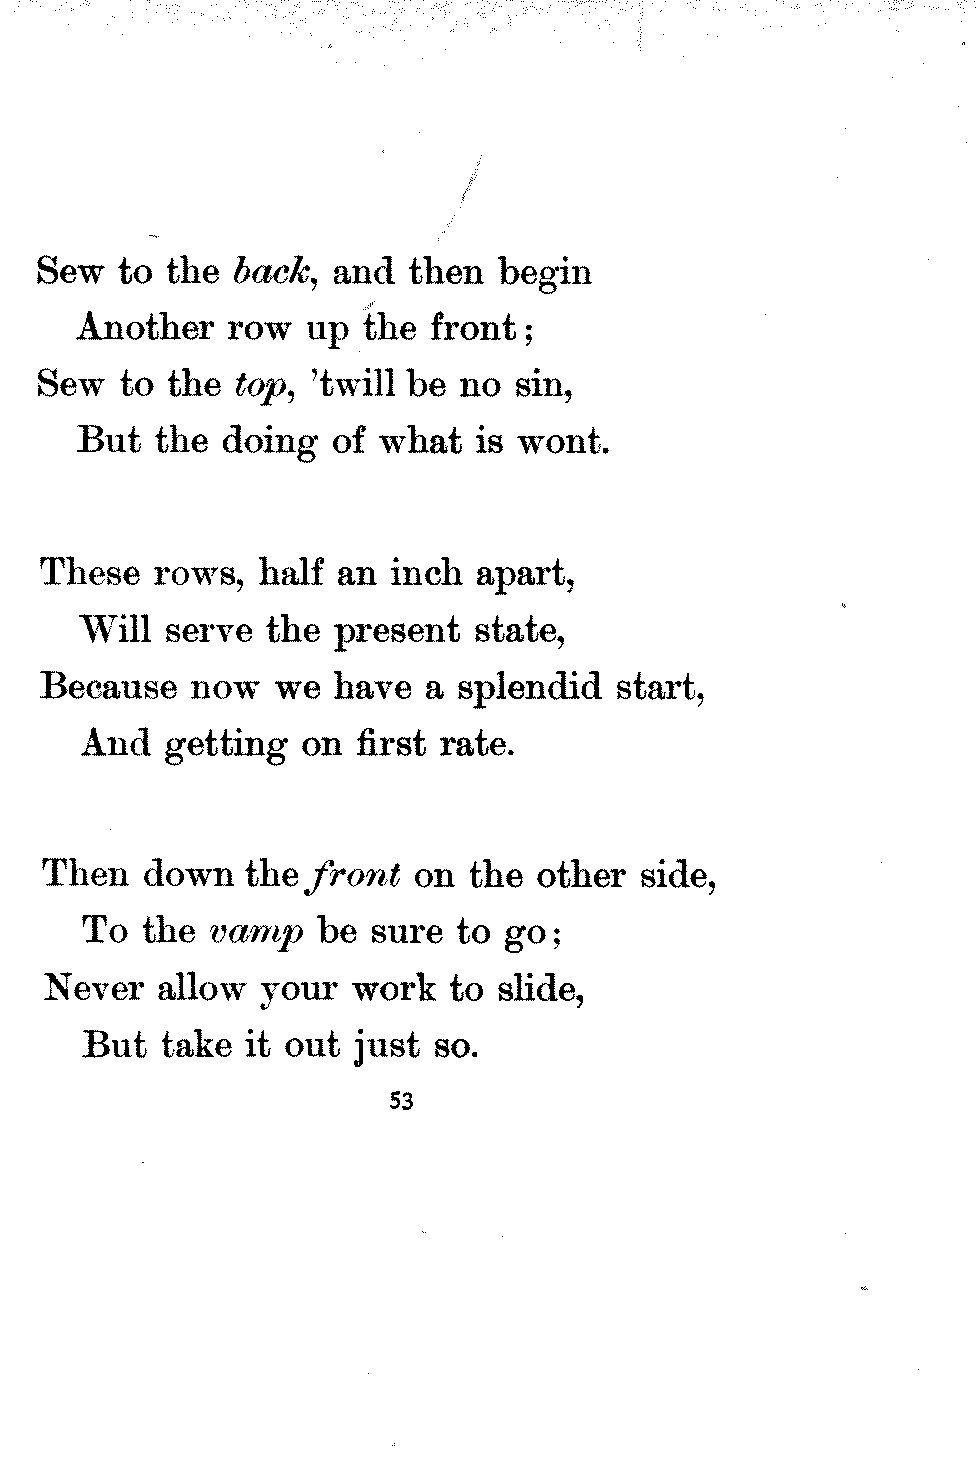 Sew to the back, and then begin
Another row up the front;
Sew to the top, 'twill be no sin,
But the doing of what is wont.
These rows, half an inch apart,
Will serve the present state,
Because now we have a splendid start,
And getting on first rate.
Then down the front on the other side,
To the vamp be sure to go;
Never allow your work to slide,
But take it out just so.
53